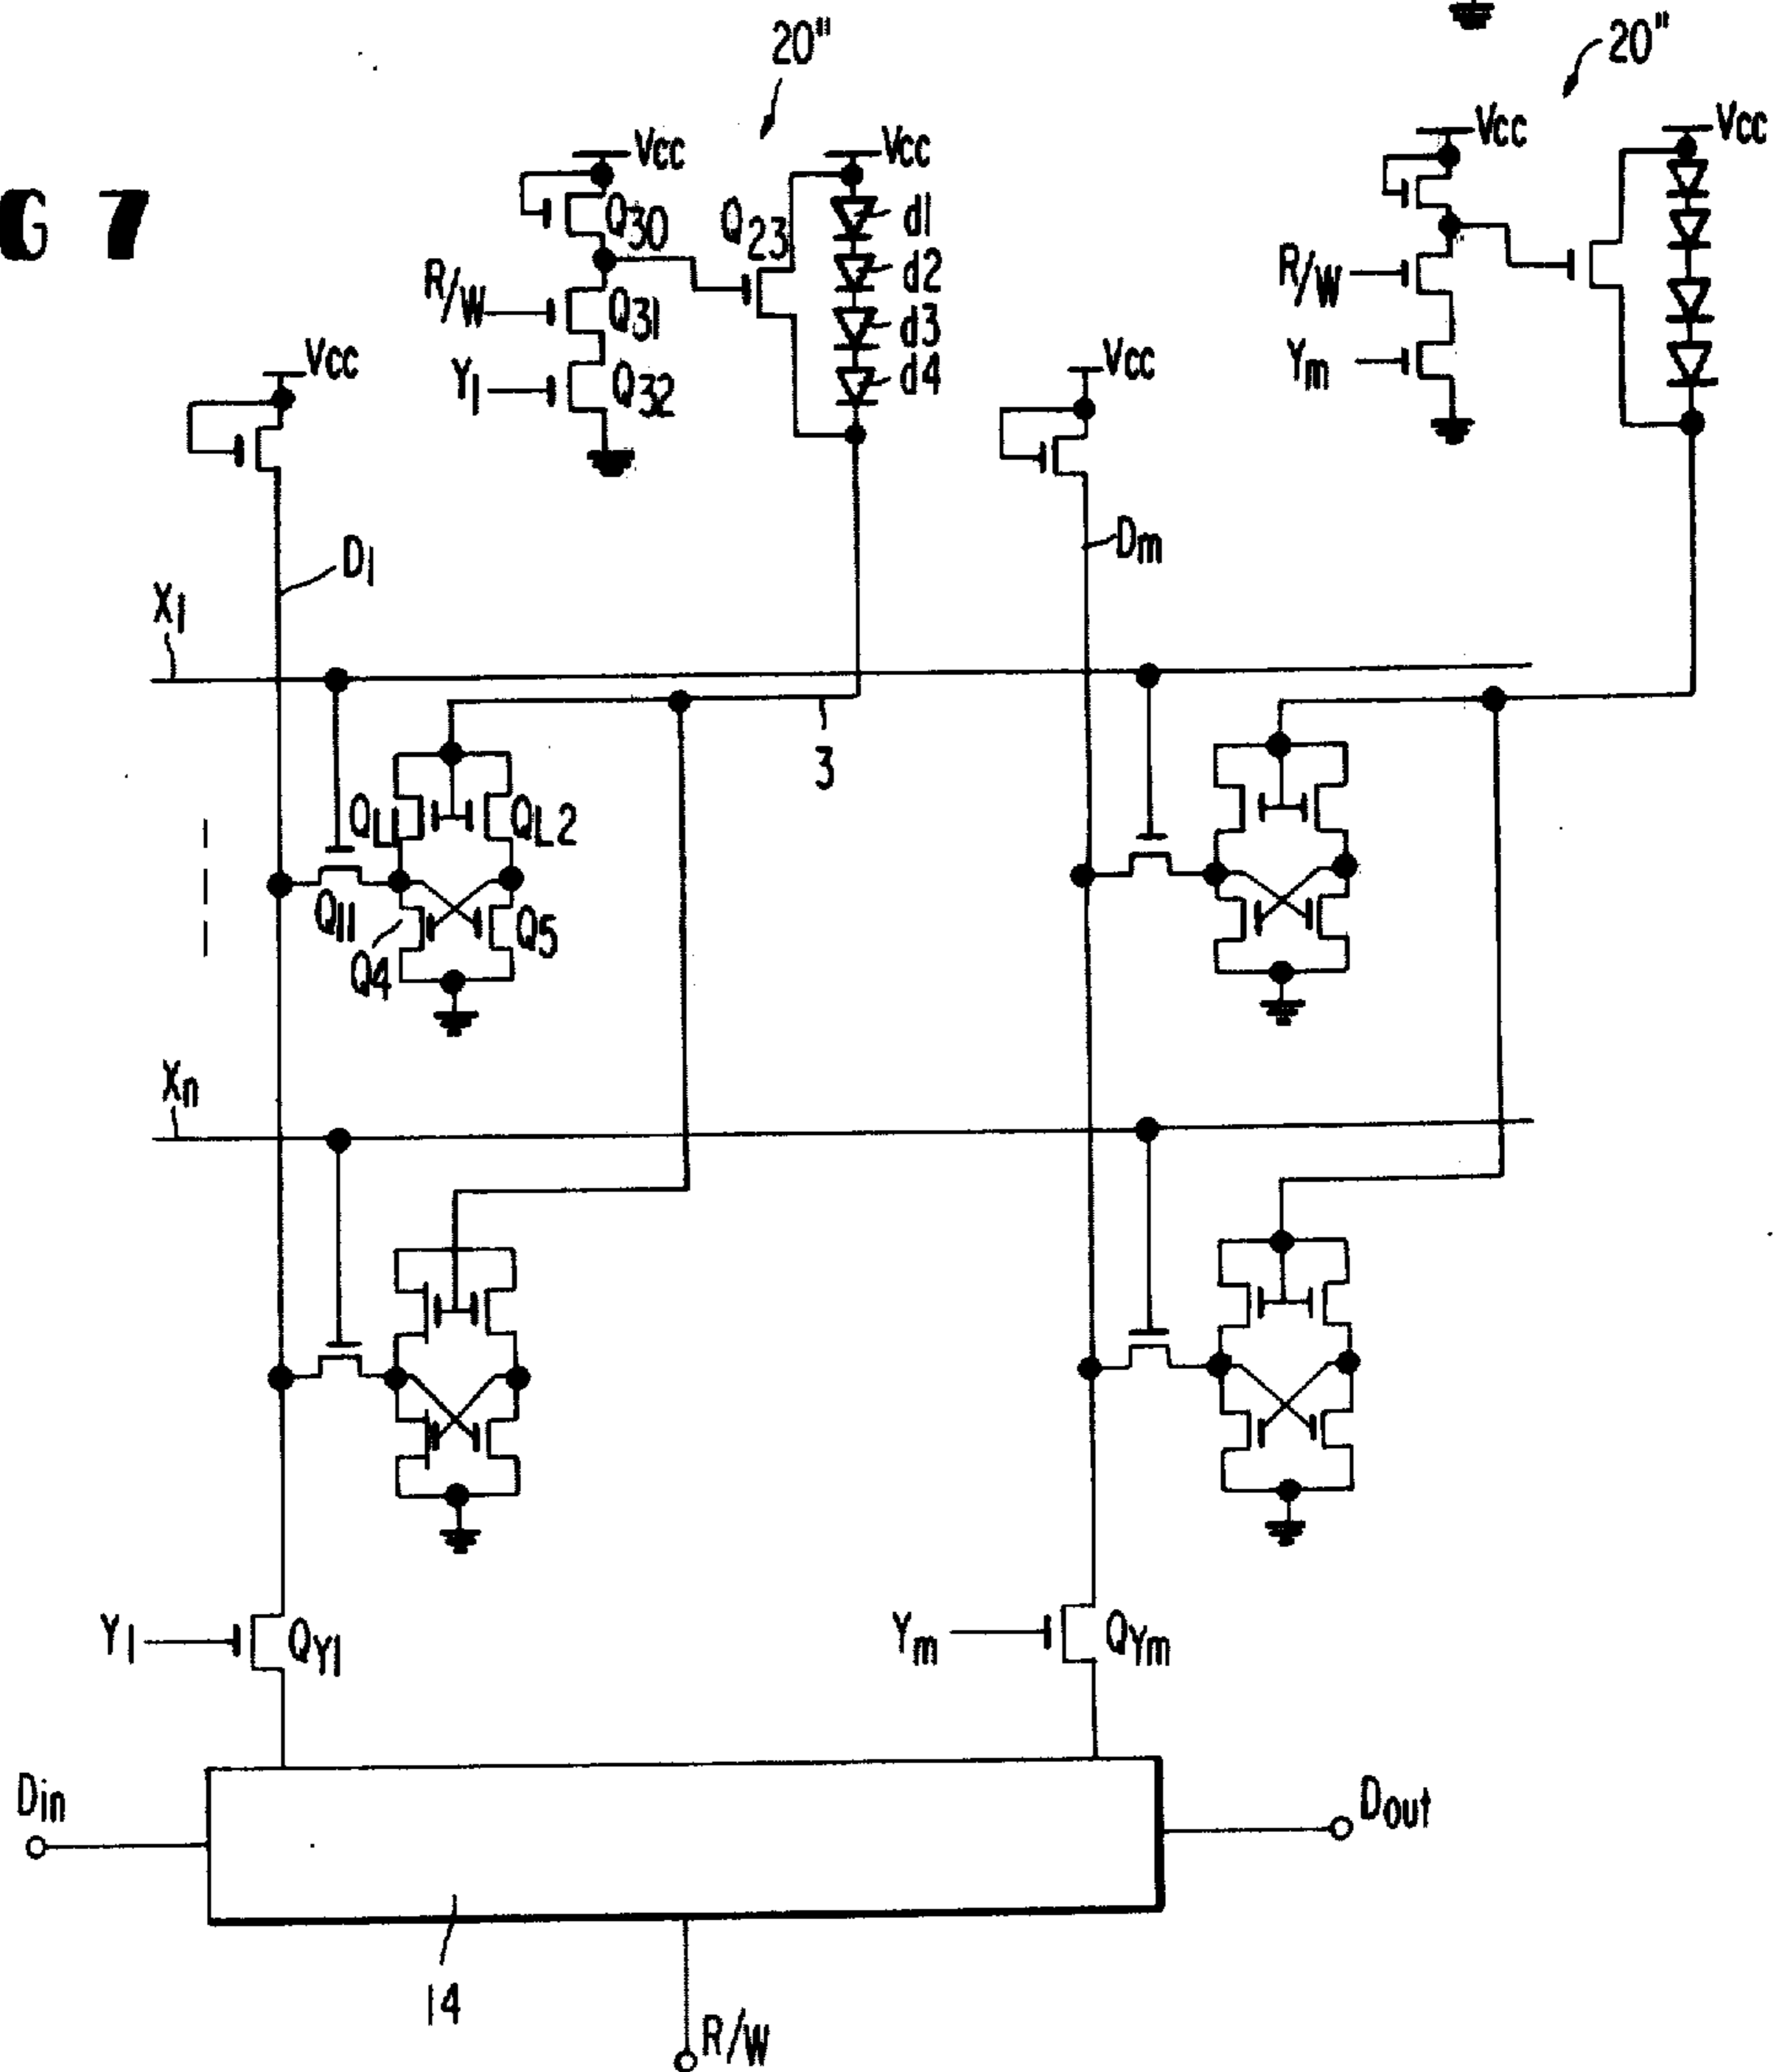 20" 20"
Vcc Vcc Vcc Vcc
G 7
Q30 Q23 d1
R/W d2 R/W
Q31 d3
Vcc Y1 Q32 d4 Vcc Ym
D1 Dm
X1
3
QL1 QL2
Q11 Q5
Q4
Xn
Y1 QY1 Ym QYm
Din Dout
14
R/W